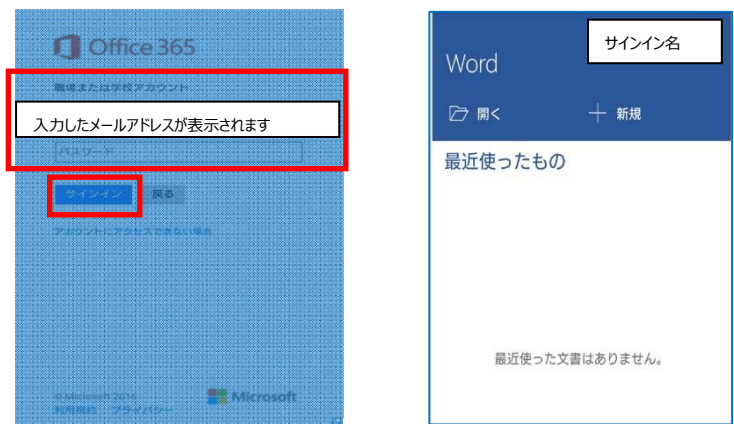 Office 365
職場または学校アカウント
入力したメールアドレスが表示されます
パスワード
サインイン 戻る
アカウントにアクセスできない場合
© Microsoft 2016
利用規約 プライバシー
Microsoft
サインイン名
Word
開く 新規
最近使ったもの
最近使った文書はありません。